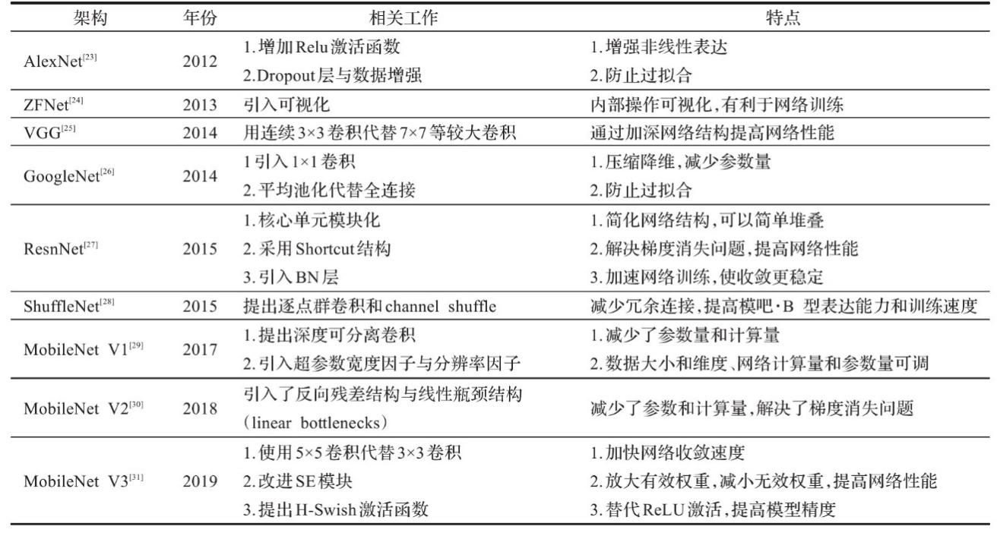 架构 年份 相关工作 特点
AlexNet[23] 2012 1.增加Relu激活函数 1.增强非线性表达
2.Dropout层与数据增强 2.防止过拟合
ZFNet[24] 2013 引入可视化 内部操作可视化,有利于网络训练
VGG[25] 2014 用连续3×3卷积代替7×7等较大卷积 通过加深网络结构提高网络性能
GoogleNet[26] 2014 1引入1×1卷积 1.压缩降维,减少参数量
2.平均池化代替全连接 2.防止过拟合
1.核心单元模块化 1.简化网络结构,可以简单堆叠
ResnNet[27] 2015 2.采用Shortcut结构 2.解决梯度消失问题,提高网络性能
3.引入BN层 3.加速网络训练,使收敛更稳定
ShuffleNet[28] 2015 提出逐点群卷积和channel shuffle 减少冗余连接,提高模吧·B 型表达能力和训练速度
MobileNet V1[29] 2017 1.提出深度可分离卷积 1.减少了参数量和计算量
2.引入超参数宽度因子与分辨率因子 2.数据大小和维度、网络计算量和参数量可调
MobileNet V2[30] 2018 引入了反向残差结构与线性瓶颈结构 减少了参数和计算量,解决了梯度消失问题
(linear bottlenecks)
1.使用5×5卷积代替3×3卷积 1.加快网络收敛速度
MobileNet V3[31] 2019 2.改进SE模块 2.放大有效权重,减小无效权重,提高网络性能
3.提出H-Swish激活函数 3.替代ReLU激活,提高模型精度